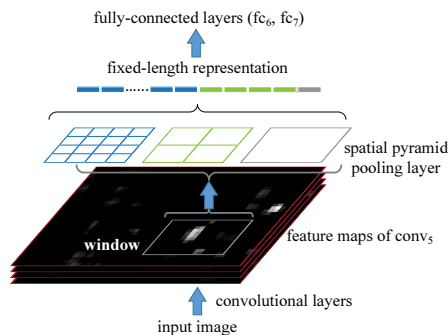 fully-connected layers (fc₆, fc₇)
fixed-length representation
......
spatial pyramid
pooling layer
window
feature maps of conv₅
convolutional layers
input image